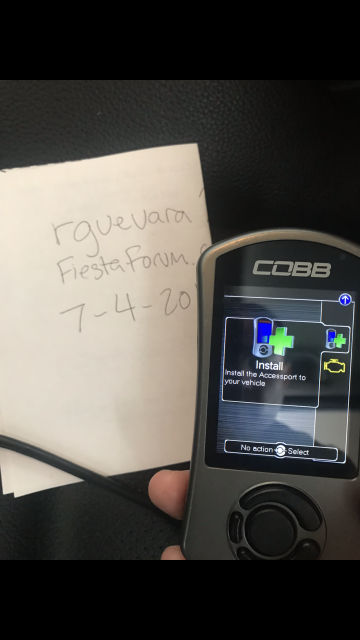 rguevara
FiestaForum.
7-4-20
COBB
Install
Install the Accessport to
your vehicle
No action
Select